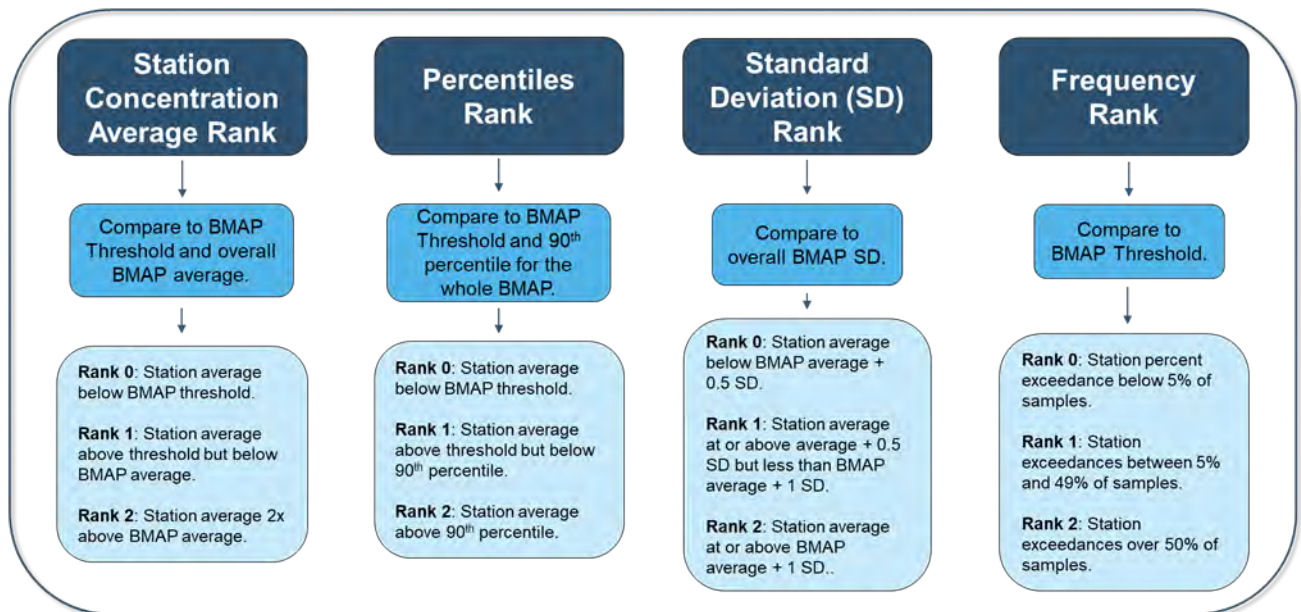 Station
Concentration
Average Rank
Compare to BMAP
Threshold and overall
BMAP average.
Rank 0: Station average
below BMAP threshold.
Rank 1: Station average
above threshold but below
BMAP average.
Rank 2: Station average 2x
above BMAP average.
Percentiles
Rank
Compare to BMAP
Threshold and 90th
percentile for the
whole BMAP.
Rank 0: Station average
below BMAP threshold.
Rank 1: Station average
above threshold but below
90th percentile.
Rank 2: Station average
above 90th percentile.
Standard
Deviation (SD)
Rank
Compare to
overall BMAP SD.
Rank 0: Station average
below BMAP average +
0.5 SD.
Rank 1: Station average
at or above average + 0.5
SD but less than BMAP
average + 1 SD.
Rank 2: Station average
at or above BMAP
average + 1 SD..
Frequency
Rank
Compare to
BMAP Threshold.
Rank 0: Station percent
exceedance below 5% of
samples.
Rank 1: Station
exceedances between 5%
and 49% of samples.
Rank 2: Station
exceedances over 50% of
samples.